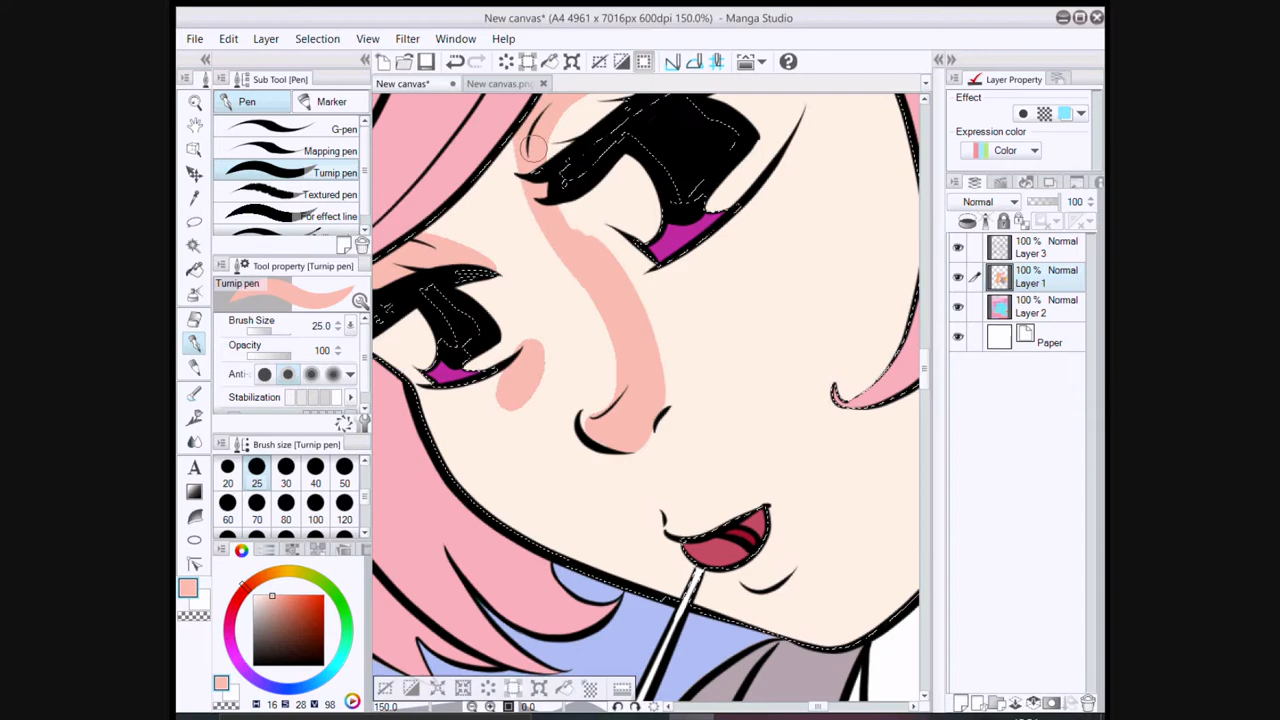 New canvas* (A4 4961 x 7016px 600dpi 150.0%) - Manga Studio
File Edit Layer Selection View Filter Window Help
Sub Tool [Pen]
Pen Marker
G-pen
Mapping pen
Turnip pen
Textured pen
For effect line
Tool property [Turnip pen]
Turnip pen
Brush Size 25.0
Opacity 100
Anti-
Stabilization
Brush size [Turnip pen]
20 25 30 40 50
60 70 80 100 120
H 16 S 28 V 98
New canvas* New canvas.png
150.0 0.0
Layer Property
Effect
Expression color
Color
Normal 100
100 % Normal
Layer 3
100 % Normal
Layer 1
100 % Normal
Layer 2
Paper